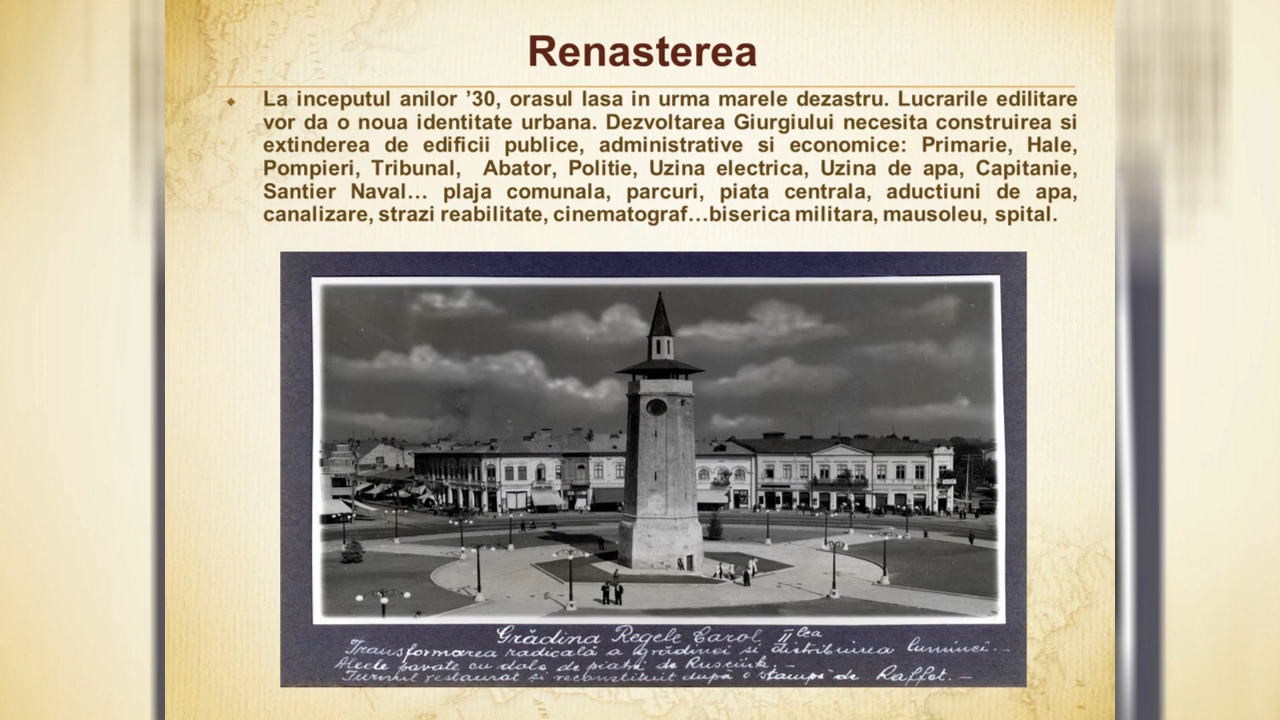 Renasterea
La inceputul anilor ’30, orasul lasa in urma marele dezastru. Lucrarile edilitare
vor da o noua identitate urbana. Dezvoltarea Giurgiului necesita construirea si
extinderea de edificii publice, administrative si economice: Primarie, Hale,
Pompieri, Tribunal, Abator, Politie, Uzina electrica, Uzina de apa, Capitanie,
Santier Naval… plaja comunala, parcuri, piata centrala, aductiuni de apa,
canalizare, strazi reabilitate, cinematograf…biserica militara, mausoleu, spital.
Grădina Regele Carol II lea
Transformarea radicală a grădinei si distribuirea luminei.–
Aleele pavate cu dale de piatră de Rusciuk.–
Turnul restaurat si reconstituit după o stampă de Raffet.–